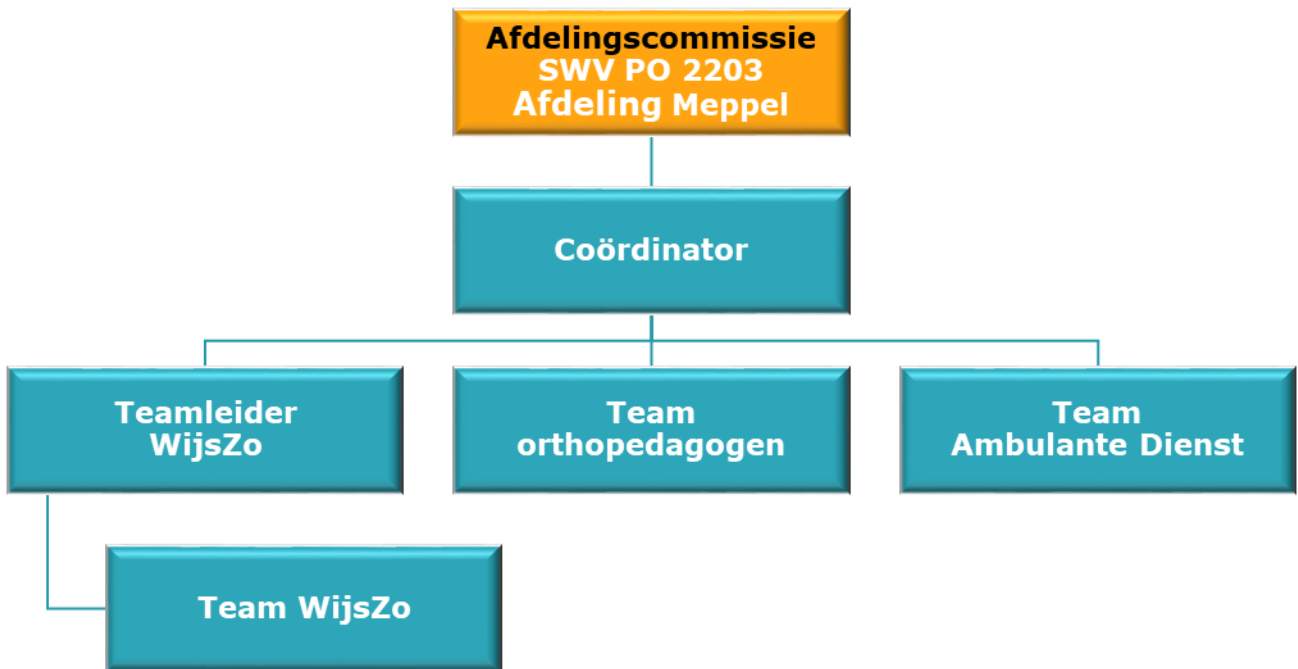 Afdelingscommissie
SWV PO 2203
Afdeling Meppel
Coördinator
Teamleider
WijsZo
Team
orthopedagogen
Team
Ambulante Dienst
Team WijsZo